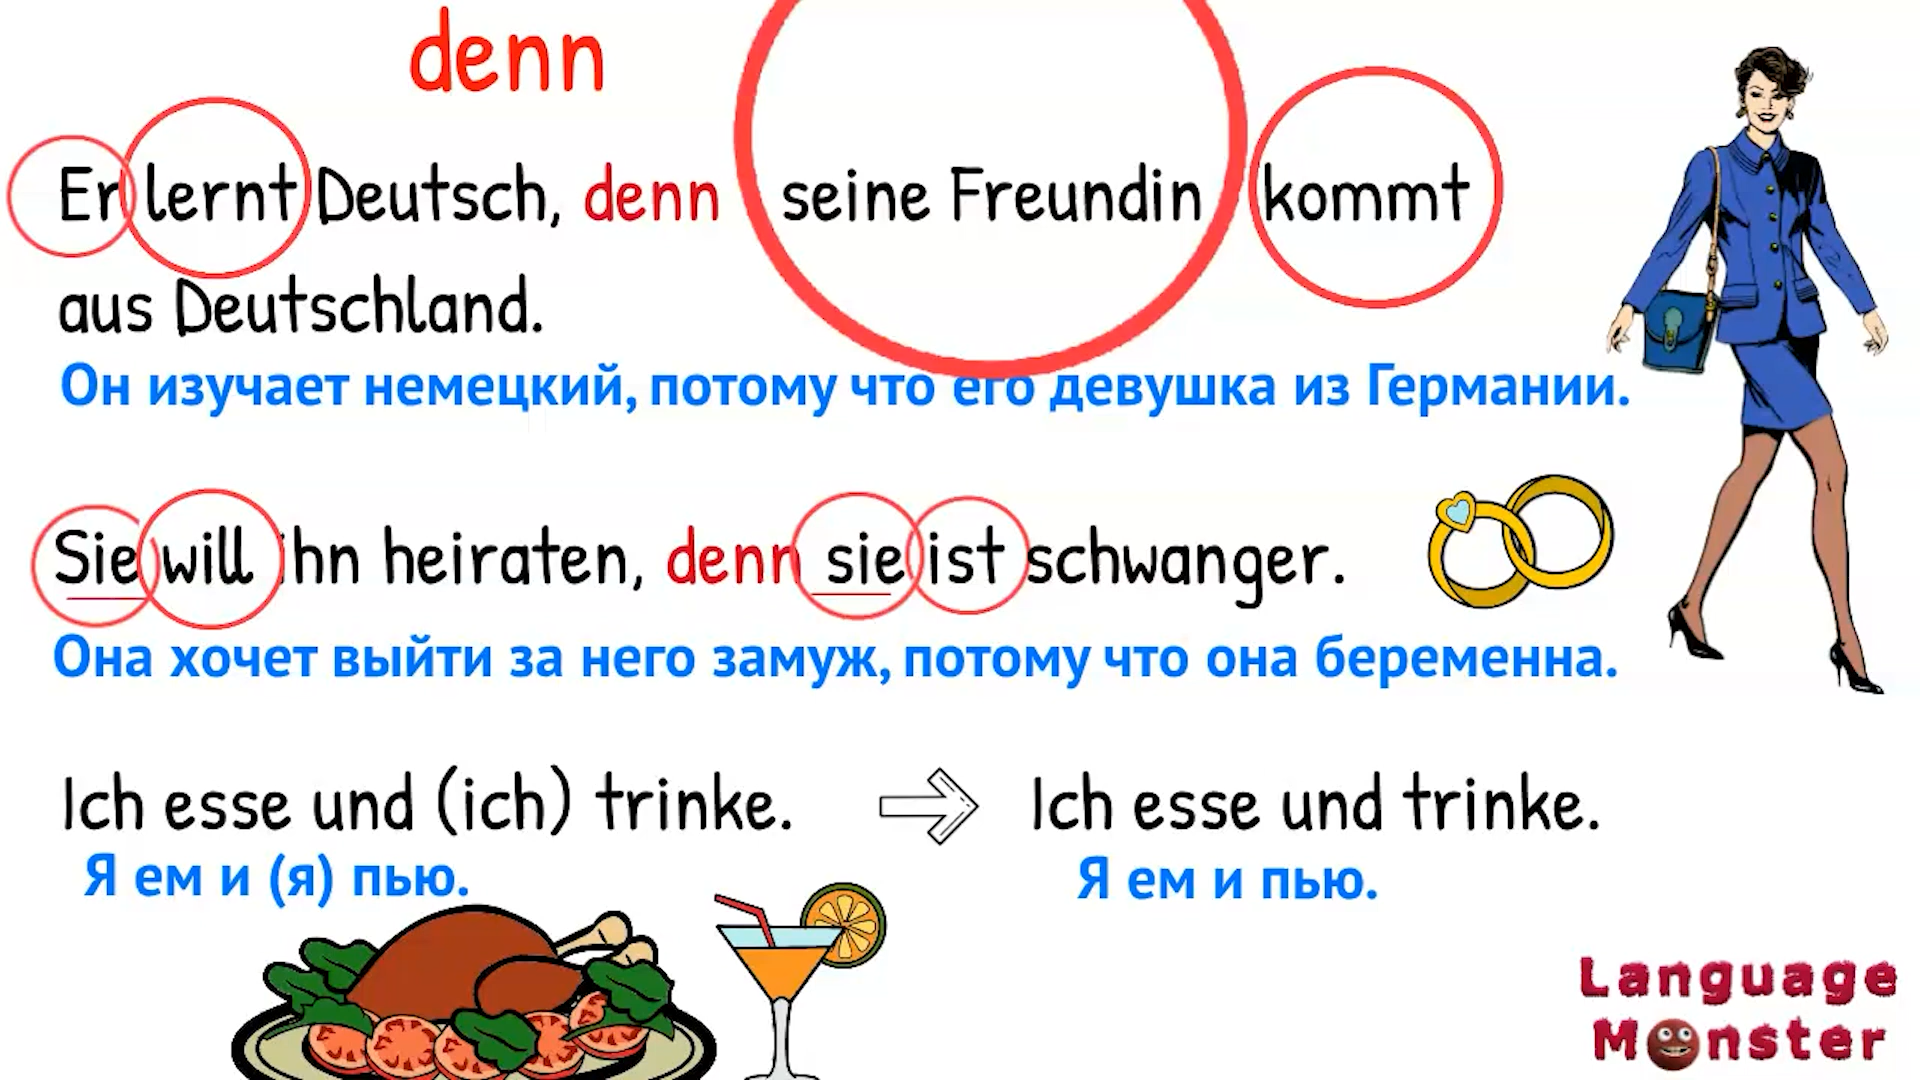 denn
Er lernt Deutsch, denn seine Freundin kommt
aus Deutschland.
Он изучает немецкий, потому что его девушка из Германии.
Sie will ihn heiraten, denn sie ist schwanger.
Она хочет выйти за него замуж, потому что она беременна.
Ich esse und (ich) trinke. Ich esse und trinke.
Я ем и (я) пью. Я ем и пью.
Language
Monster